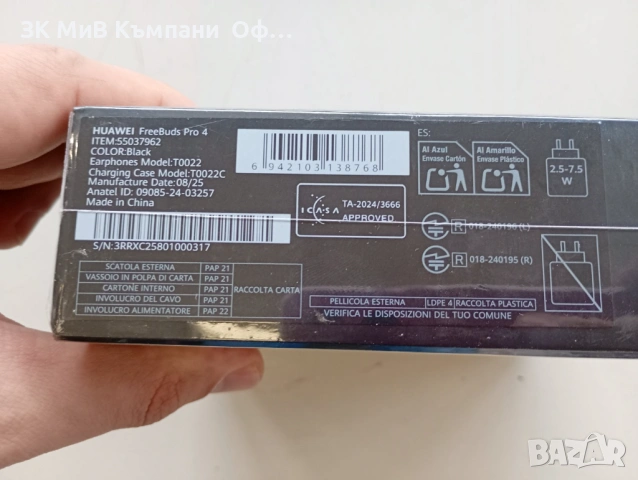 ЗК МиВ Къмпани Оф...
HUAWEI FreeBuds Pro 4
ITEM:55037962
COLOR:Black
Earphones Model:T0022
Charging Case Model:T0022C
Manufacture Date:08/25
Anatel ID: 09085-24-03257
Made in China
S/N:3RRXC25801000317
6 942103 138768
ICASA
TA-2024/3666
APPROVED
ES:
Al Azul
Envase Cartón
Al Amarillo
Envase Plástico
2.5-7.5
W
R 018-240196 (L)
R 018-240195 (R)
SCATOLA ESTERNA PAP 21
VASSOIO IN POLPA DI CARTA PAP 21
CARTONE INTERNO PAP 21
INVOLUCRO DEL CAVO PAP 21
INVOLUCRO ALIMENTATORE PAP 22
RACCOLTA CARTA
PELLICOLA ESTERNA LDPE 4 RACCOLTA PLASTICA
VERIFICA LE DISPOSIZIONI DEL TUO COMUNE
BAZAR